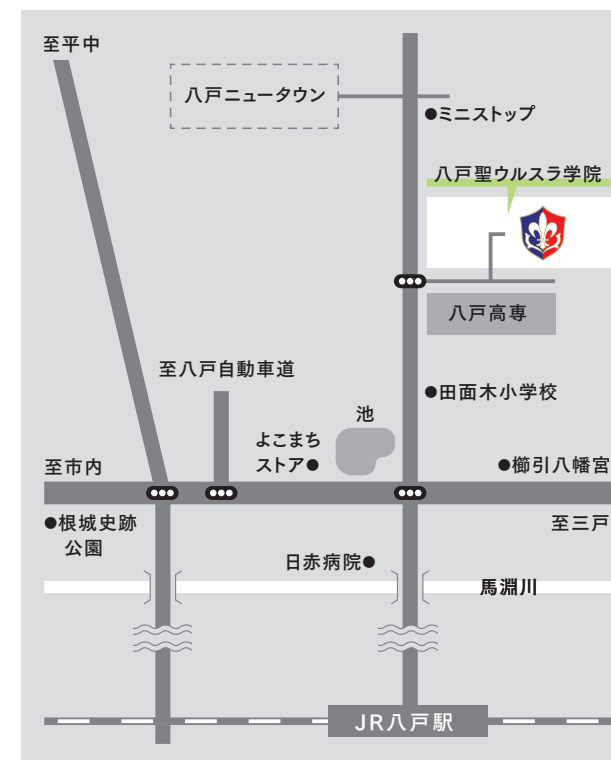 至平中
八戸ニュータウン
●ミニストップ
八戸聖ウルスラ学院
八戸高専
至八戸自動車道
●田面木小学校
池
よこまち
ストア●
至市内
●櫛引八幡宮
●根城史跡
公園
至三戸
日赤病院●
馬淵川
JR八戸駅